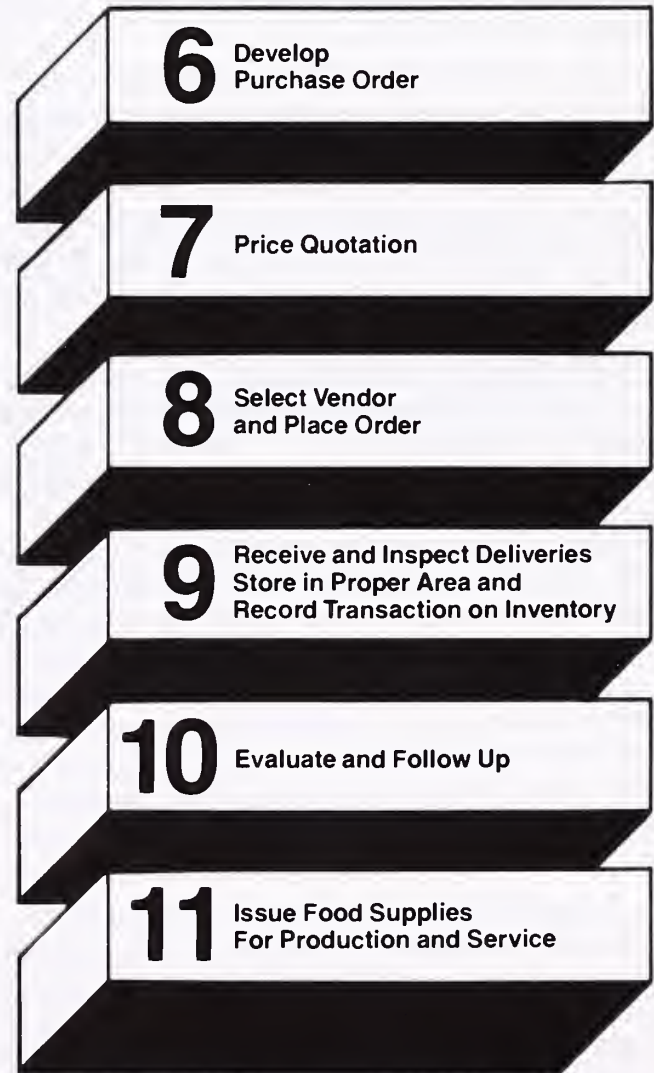 6 Develop
Purchase Order
7 Price Quotation
8 Select Vendor
and Place Order
9 Receive and Inspect Deliveries
Store in Proper Area and
Record Transaction on Inventory
10 Evaluate and Follow Up
11 Issue Food Supplies
For Production and Service